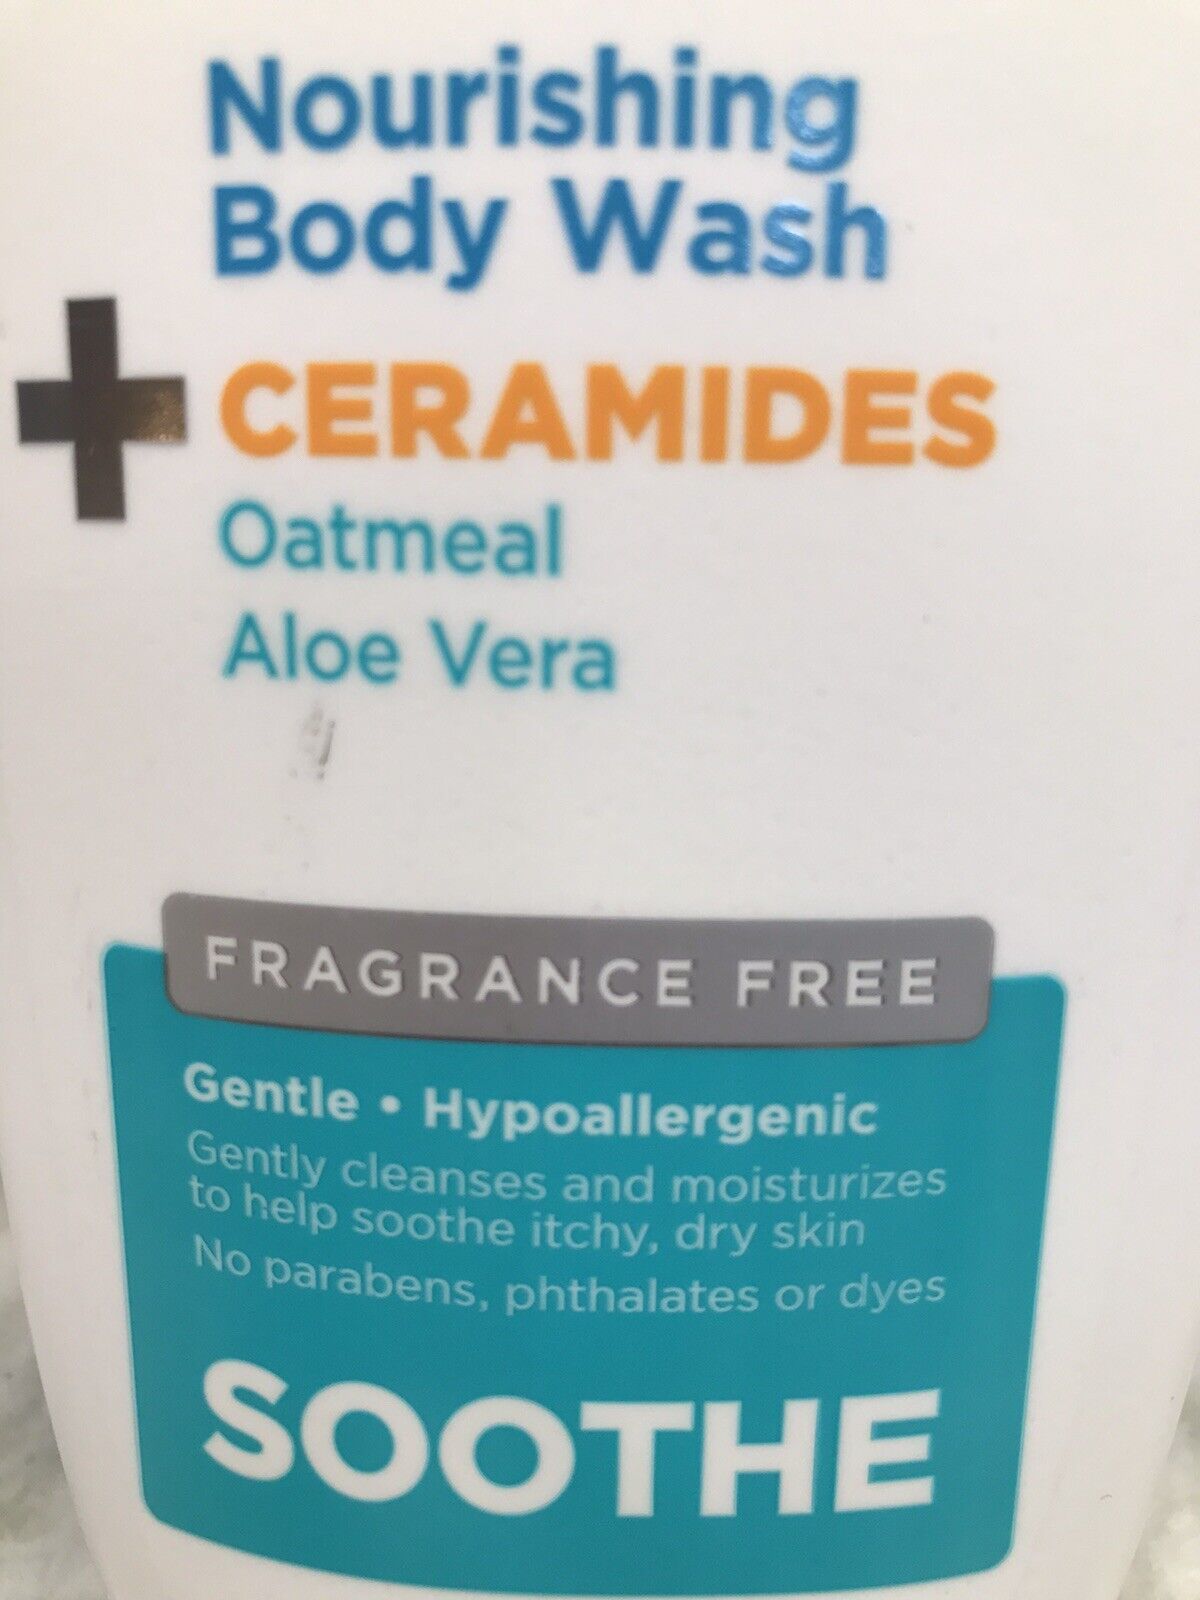 Nourishing
Body Wash
+ CERAMIDES
Oatmeal
Aloe Vera
FRAGRANCE FREE
Gentle • Hypoallergenic
Gently cleanses and moisturizes
to help soothe itchy, dry skin
No parabens, phthalates or dyes
SOOTHE